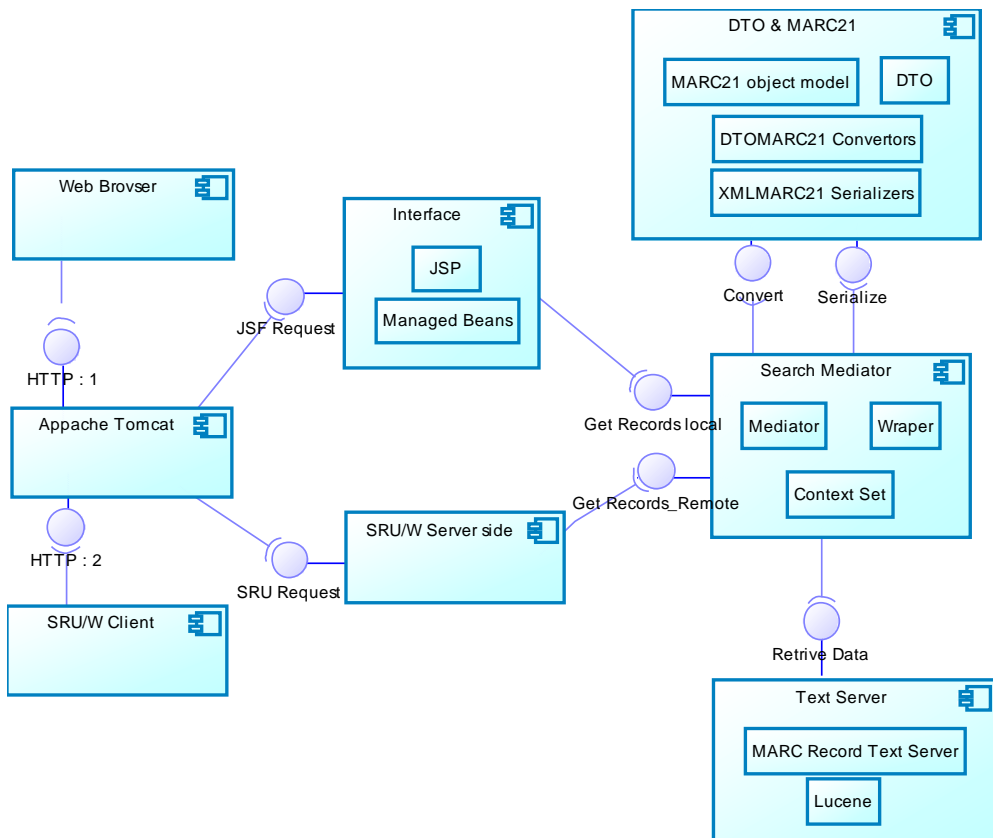 DTO & MARC21
MARC21 object model
DTO
DTOMARC21 Convertors
XMLMARC21 Serializers
Web Brovser
Interface
JSP
Managed Beans
Convert
Serialize
JSF Request
HTTP : 1
Search Mediator
Mediator
Wraper
Context Set
Get Records local
Appache Tomcat
Get Records_Remote
SRU/W Server side
HTTP : 2
SRU Request
SRU/W Client
Retrive Data
Text Server
MARC Record Text Server
Lucene